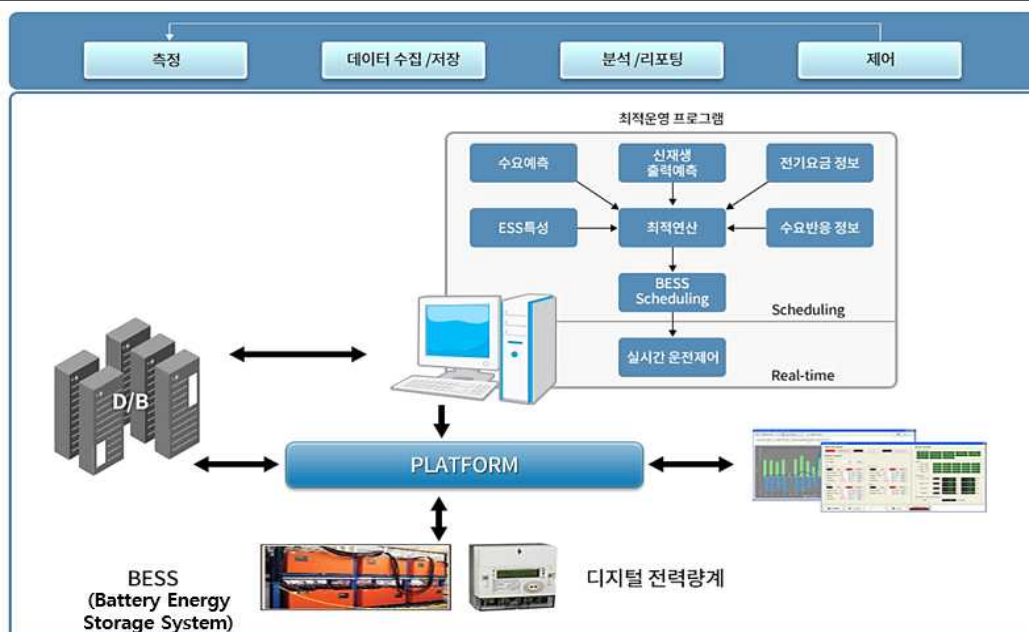 측정
데이터 수집 /저장
분석 /리포팅
제어
최적운영 프로그램
수요예측
신재생
출력예측
전기요금 정보
ESS특성
최적연산
수요반응 정보
BESS
Scheduling
Scheduling
실시간 운전제어
Real-time
D/B
PLATFORM
BESS
(Battery Energy
Storage System)
디지털 전력량계